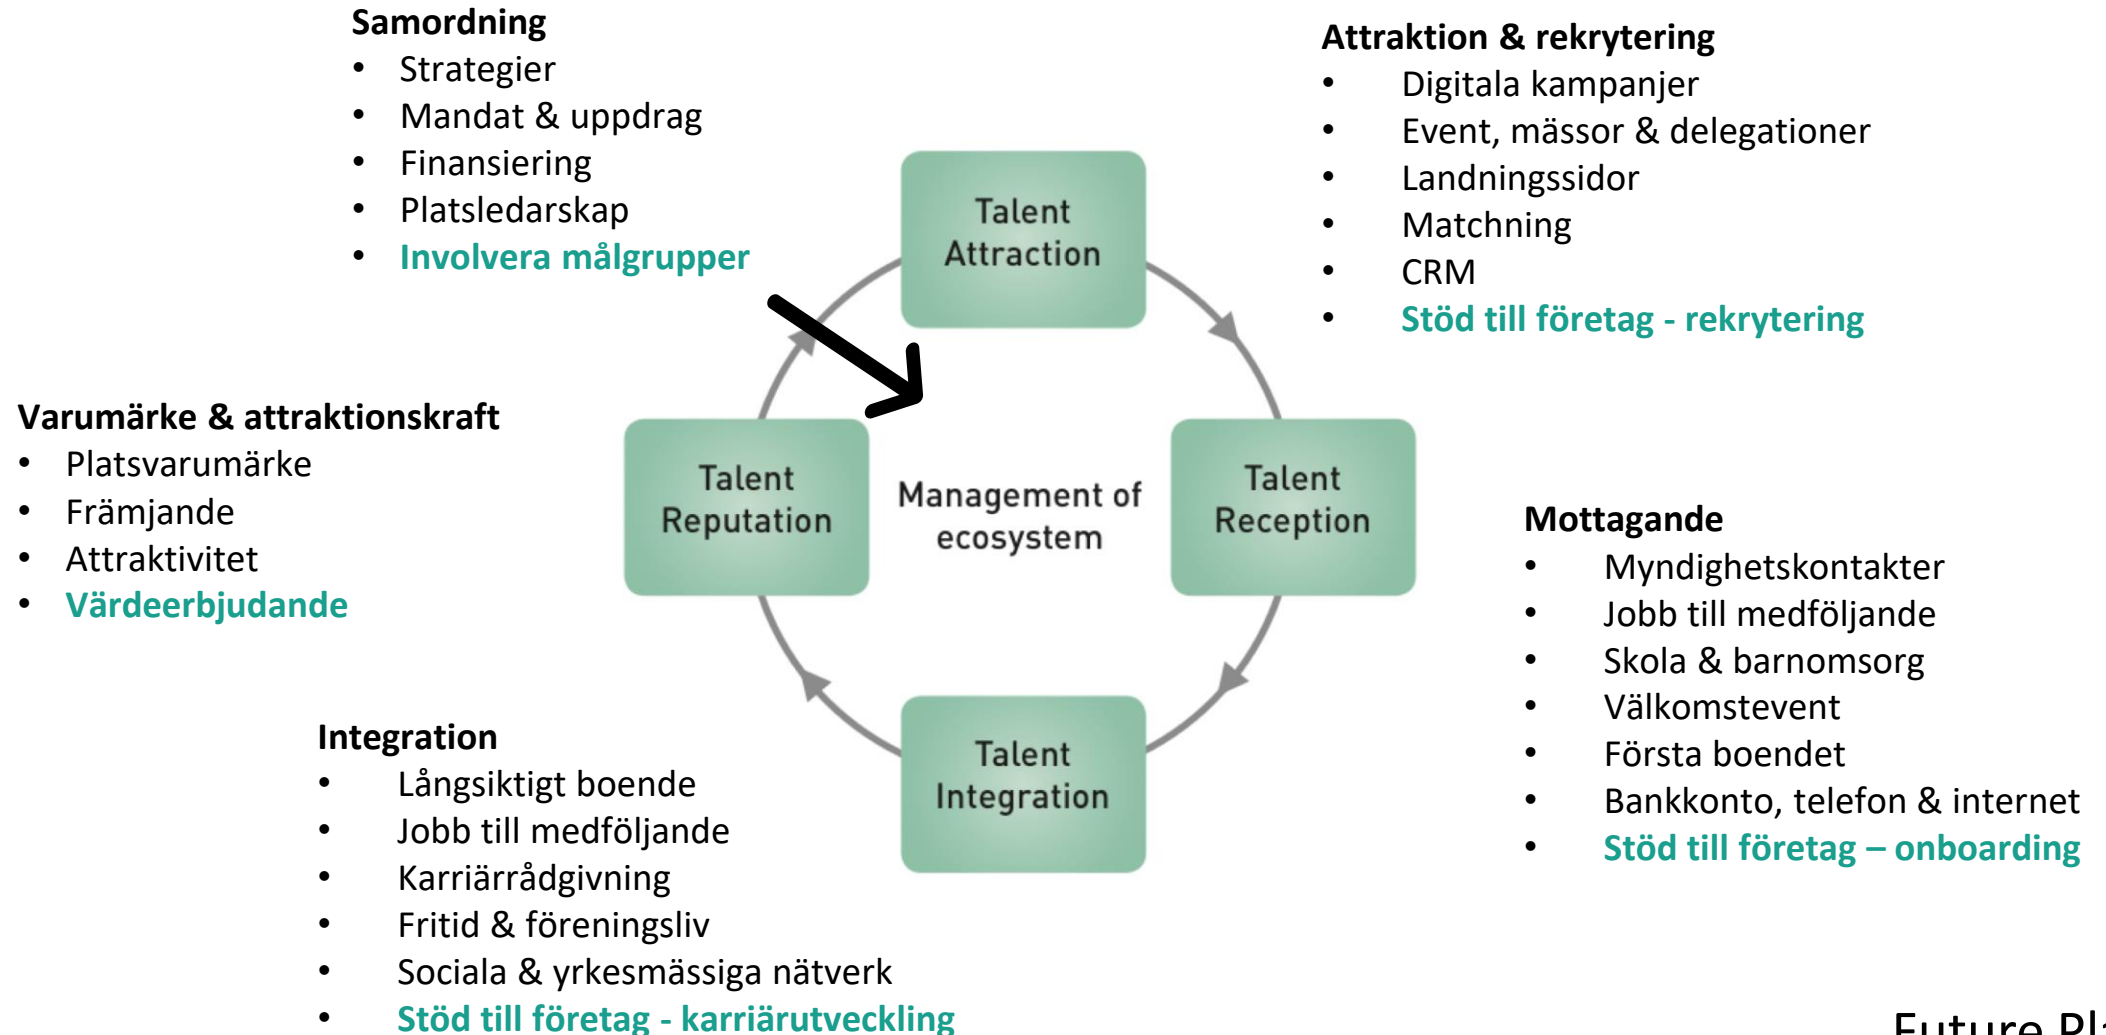 Samordning
• Strategier
• Mandat & uppdrag
• Finansiering
• Platsledarskap
• Involvera målgrupper
Attraktion & rekrytering
• Digitala kampanjer
• Event, mässor & delegationer
• Landningssidor
• Matchning
• CRM
• Stöd till företag - rekrytering
Talent
Attraction
Varumärke & attraktionskraft
• Platsvarumärke
• Främjande
• Attraktivitet
• Värdeerbjudande
Talent
Reputation
Management of
ecosystem
Talent
Reception
Mottagande
• Myndighetskontakter
• Jobb till medföljande
• Skola & barnomsorg
• Välkomstevent
• Första boendet
• Bankkonto, telefon & internet
• Stöd till företag – onboarding
Integration
• Långsiktigt boende
• Jobb till medföljande
• Karriärrådgivning
• Fritid & föreningsliv
• Sociala & yrkesmässiga nätverk
• Stöd till företag - karriärutveckling
Talent
Integration
Future Pla